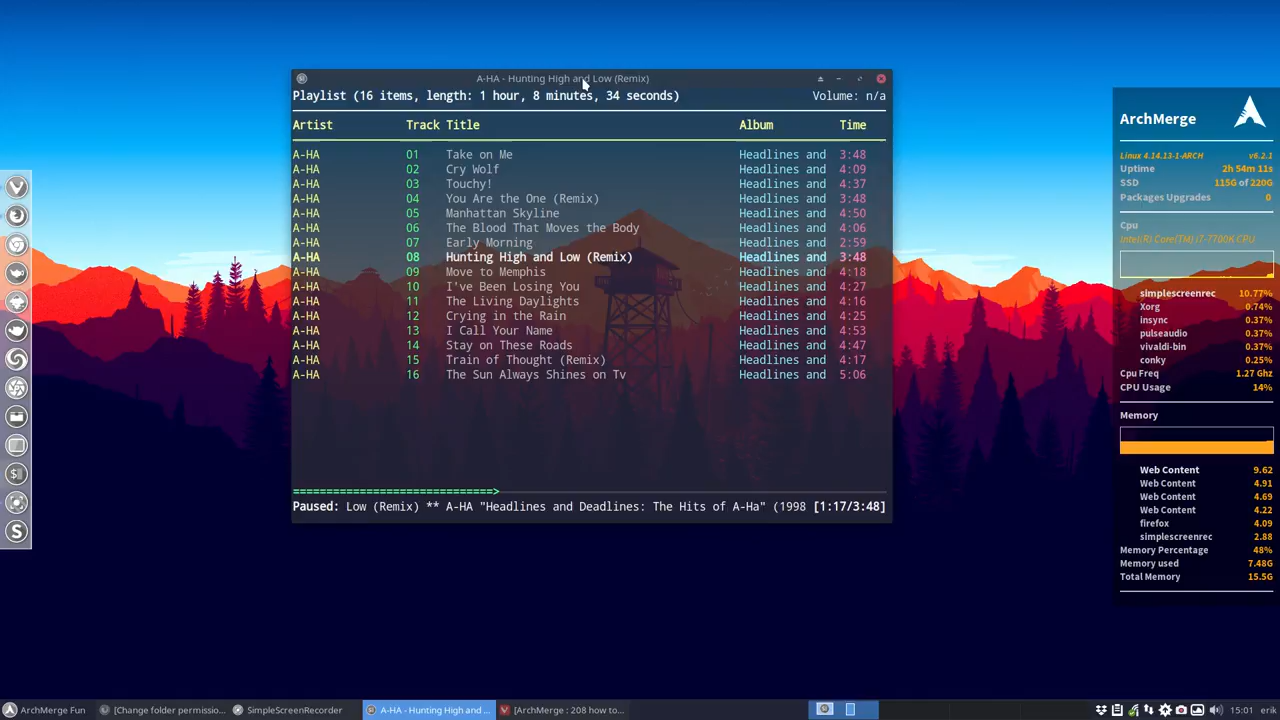 A-HA - Hunting High and Low (Remix)
Playlist (16 items, length: 1 hour, 8 minutes, 34 seconds) Volume: n/a
Artist Track Title Album Time
A-HA 01 Take on Me Headlines and 3:48
A-HA 02 Cry Wolf Headlines and 4:09
A-HA 03 Touchy! Headlines and 4:37
A-HA 04 You Are the One (Remix) Headlines and 3:48
A-HA 05 Manhattan Skyline Headlines and 4:50
A-HA 06 The Blood That Moves the Body Headlines and 4:06
A-HA 07 Early Morning Headlines and 2:59
A-HA 08 Hunting High and Low (Remix) Headlines and 3:48
A-HA 09 Move to Memphis Headlines and 4:18
A-HA 10 I've Been Losing You Headlines and 4:27
A-HA 11 The Living Daylights Headlines and 4:16
A-HA 12 Crying in the Rain Headlines and 4:25
A-HA 13 I Call Your Name Headlines and 4:53
A-HA 14 Stay on These Roads Headlines and 4:47
A-HA 15 Train of Thought (Remix) Headlines and 4:17
A-HA 16 The Sun Always Shines on Tv Headlines and 5:06
Paused: Low (Remix) ** A-HA "Headlines and Deadlines: The Hits of A-Ha" (1998 [1:17/3:48]
ArchMerge
Linux 4.14.13-1-ARCH v6.2.1
Uptime 2h 54m 11s
SSD 115G of 220G
Packages Upgrades 0
Cpu
Intel(R) Core(TM) i7-7700K CPU
simplescreenrec 10.77%
Xorg 0.74%
insync 0.37%
pulseaudio 0.37%
vivaldi-bin 0.37%
conky 0.25%
Cpu Freq 1.27 Ghz
CPU Usage 14%
Memory
Web Content 9.62
Web Content 4.91
Web Content 4.69
Web Content 4.22
firefox 4.09
simplescreenrec 2.88
Memory Percentage 48%
Memory used 7.48G
Total Memory 15.5G
ArchMerge Fun [Change folder permissio... SimpleScreenRecorder A-HA - Hunting High and ... [ArchMerge : 208 how to... 15:01 erik